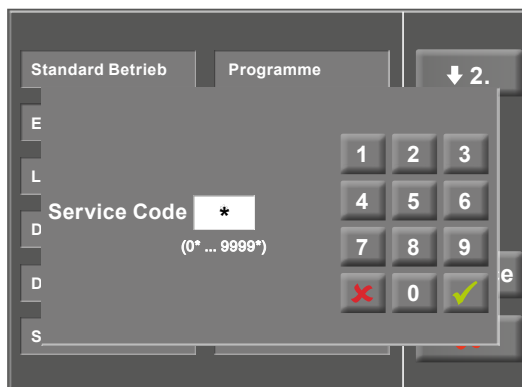 Standard Betrieb
Programme
2.
E
L
D
D
S
Service Code *
(0* ... 9999*)
1 2 3
4 5 6
7 8 9
0
e